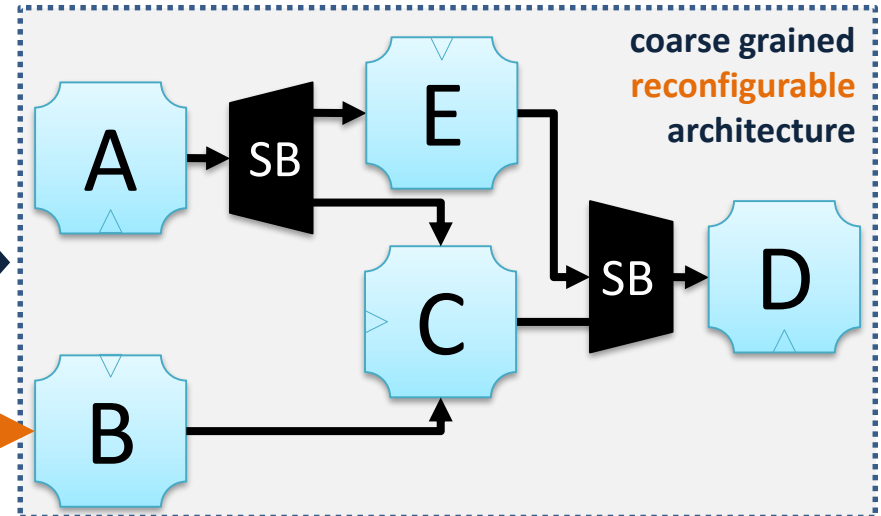 coarse grained
reconfigurable
architecture
A
SB
E
C
SB
D
B